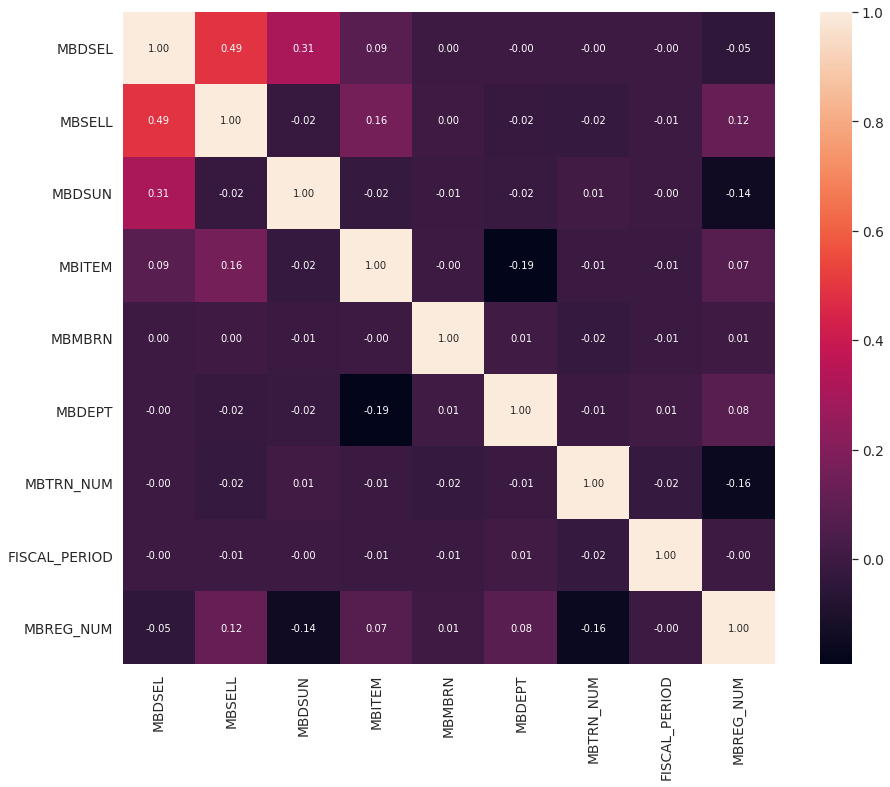 MBDSEL 1.00 0.49 0.31 0.09 0.00 -0.00 -0.00 -0.00 -0.05
MBSELL 0.49 1.00 -0.02 0.16 0.00 -0.02 -0.02 -0.01 0.12
MBDSUN 0.31 -0.02 1.00 -0.02 -0.01 -0.02 0.01 -0.00 -0.14
MBITEM 0.09 0.16 -0.02 1.00 -0.00 -0.19 -0.01 -0.01 0.07
MBMBRN 0.00 0.00 -0.01 -0.00 1.00 0.01 -0.02 -0.01 0.01
MBDEPT -0.00 -0.02 -0.02 -0.19 0.01 1.00 -0.01 0.01 0.08
MBTRN_NUM -0.00 -0.02 0.01 -0.01 -0.02 -0.01 1.00 -0.02 -0.16
FISCAL_PERIOD -0.00 -0.01 -0.00 -0.01 -0.01 0.01 -0.02 1.00 -0.00
MBREG_NUM -0.05 0.12 -0.14 0.07 0.01 0.08 -0.16 -0.00 1.00
MBDSEL
MBSELL
MBDSUN
MBITEM
MBMBRN
MBDEPT
MBTRN_NUM
FISCAL_PERIOD
MBREG_NUM
1.0
0.8
0.6
0.4
0.2
0.0